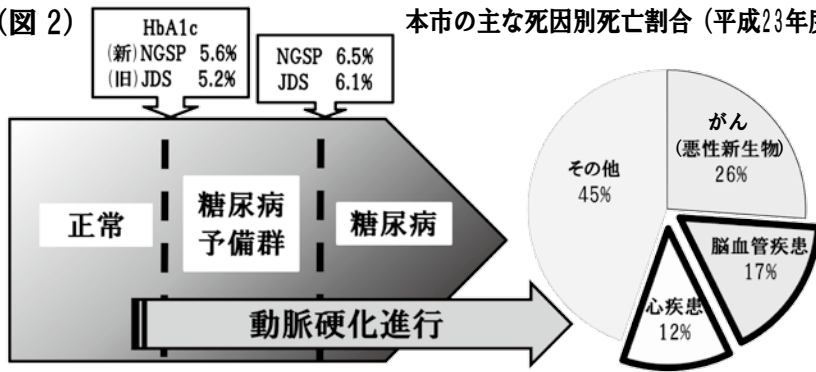 (図 2)
本市の主な死因別死亡割合 (平成23年度
HbA1c
(新)NGSP 5.6%
(旧)JDS 5.2%
NGSP 6.5%
JDS 6.1%
正常
糖尿病
予備群
糖尿病
動脈硬化進行
がん
(悪性新生物)
26%
その他
45%
脳血管疾患
17%
心疾患
12%